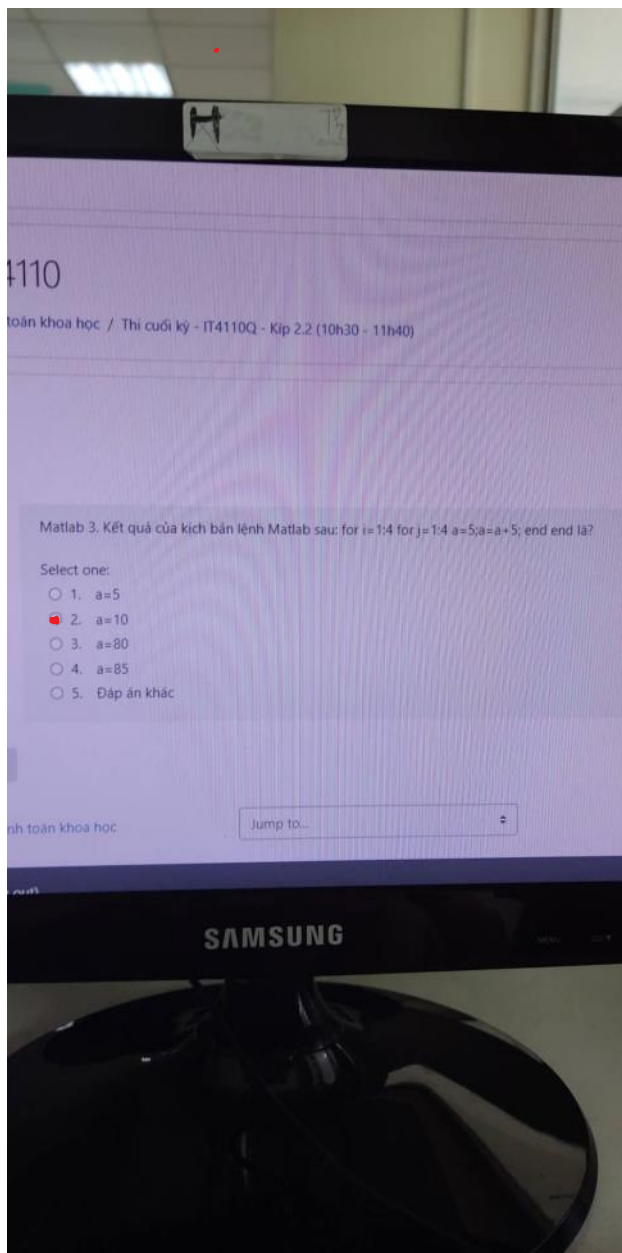 H
4110
toán khoa học / Thi cuối kỳ - IT4110Q - Kíp 2.2 (10h30 - 11h40)
Matlab 3. Kết quả của kịch bản lệnh Matlab sau: for i=1:4 for j=1:4 a=5;a=a+5; end end là?
Select one:
1. a=5
2. a=10
3. a=80
4. a=85
5. Đáp án khác
nh toán khoa học
Jump to...
out)
SAMSUNG
MENU